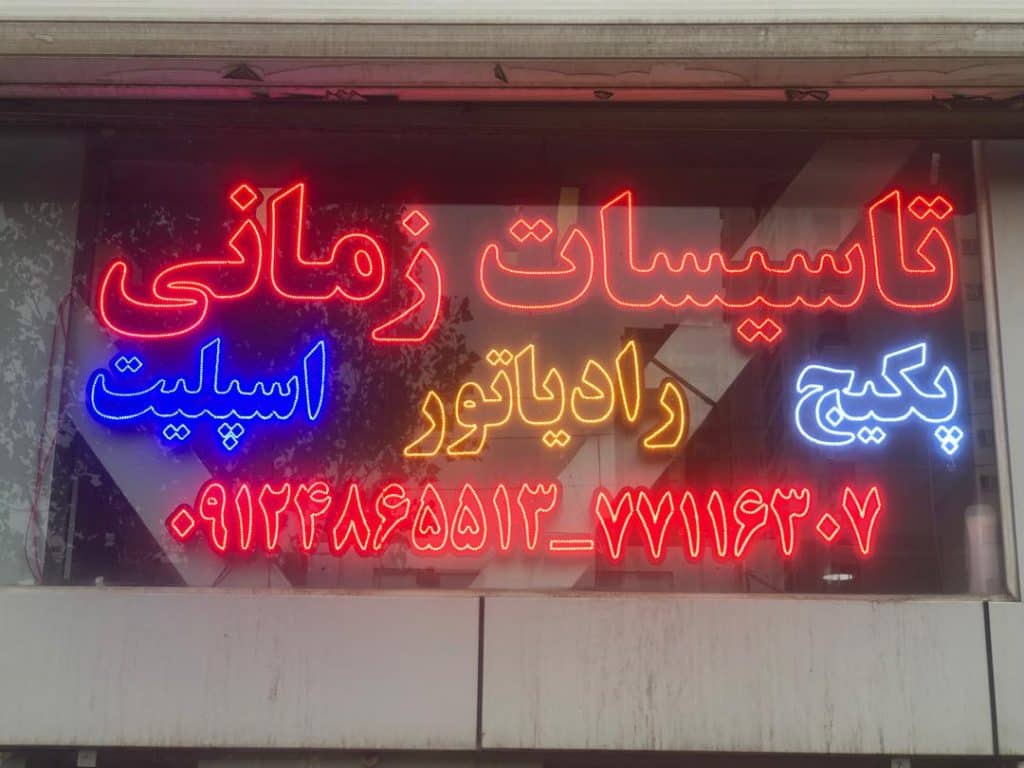 تاسیسات زمانی
پکیج رادیاتور اسپلیت
۰۹۱۲۴۸۶۵۵۱۳_۷۷۱۱۶۳۰۷